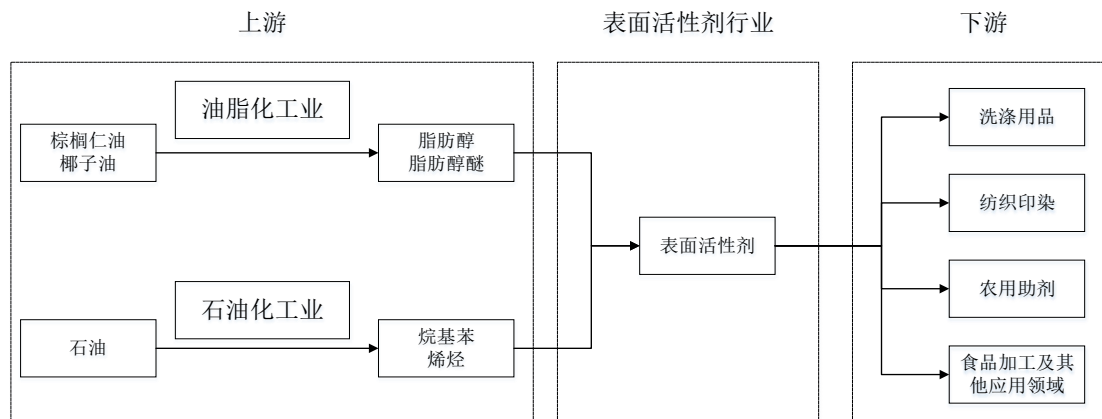 上游
表面活性剂行业
下游
油脂化工业
棕榈仁油
椰子油
脂肪醇
脂肪醇醚
石油化工业
石油
烷基苯
烯烃
表面活性剂
洗涤用品
纺织印染
农用助剂
食品加工及其
他应用领域